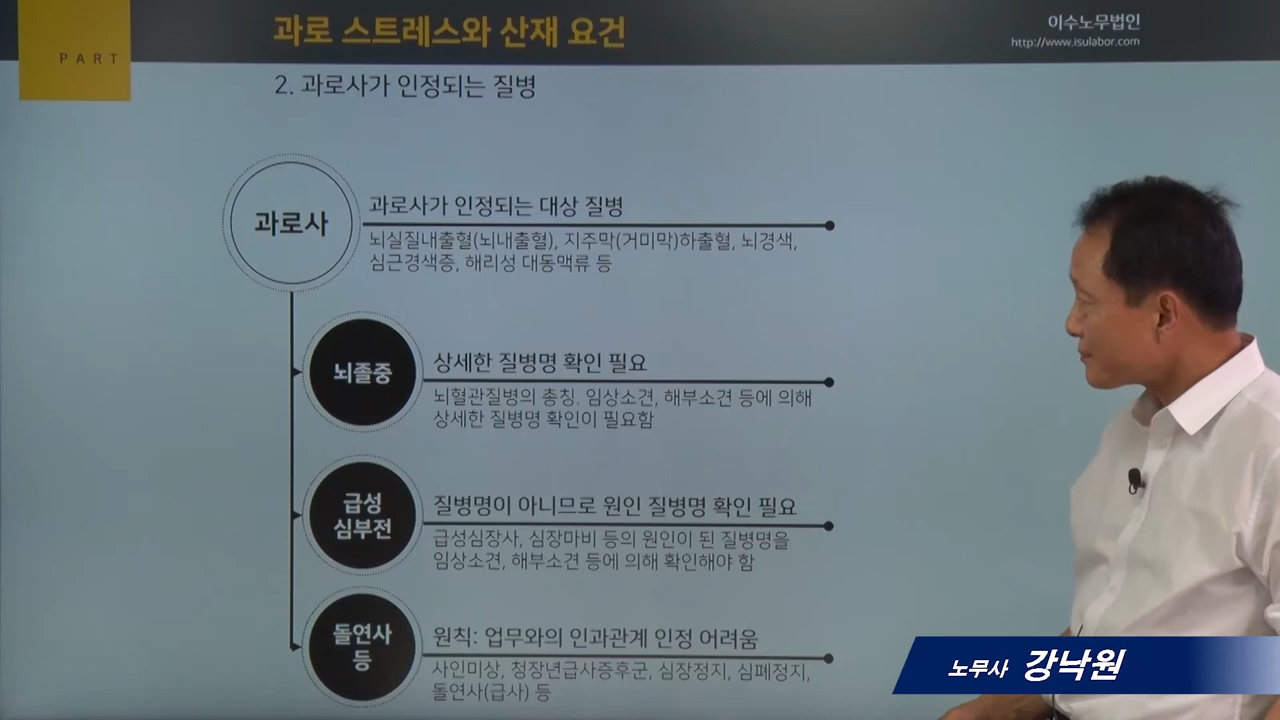 PART
과로 스트레스와 산재 요건
이수노무법인
http://www.isulabor.com
2. 과로사가 인정되는 질병
과로사
과로사가 인정되는 대상 질병
뇌실질내출혈(뇌내출혈), 지주막(거미막)하출혈, 뇌경색,
심근경색증, 해리성 대동맥류 등
뇌졸중
상세한 질병명 확인 필요
뇌혈관질병의 총칭. 임상소견, 해부소견 등에 의해
상세한 질병명 확인이 필요함
급성
심부전
질병명이 아니므로 원인 질병명 확인 필요
급성심장사, 심장마비 등의 원인이 된 질병명을
임상소견, 해부소견 등에 의해 확인해야 함
돌연사
등
원칙: 업무와의 인과관계 인정 어려움
사인미상, 청장년급사증후군, 심장정지, 심폐정지,
돌연사(급사) 등
노무사 강낙원